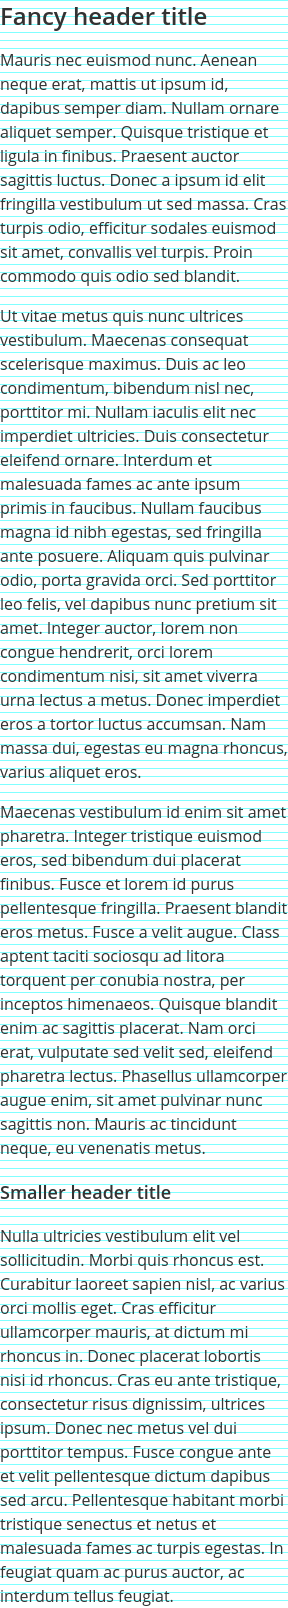 Fancy header title
Mauris nec euismod nunc. Aenean
neque erat, mattis ut ipsum id,
dapibus semper diam. Nullam ornare
aliquet semper. Quisque tristique et
ligula in finibus. Praesent auctor
sagittis luctus. Donec a ipsum id elit
fringilla vestibulum ut sed massa. Cras
turpis odio, efficitur sodales euismod
sit amet, convallis vel turpis. Proin
commodo quis odio sed blandit.
Ut vitae metus quis nunc ultrices
vestibulum. Maecenas consequat
scelerisque maximus. Duis ac leo
condimentum, bibendum nisl nec,
porttitor mi. Nullam iaculis elit nec
imperdiet ultricies. Duis consectetur
eleifend ornare. Interdum et
malesuada fames ac ante ipsum
primis in faucibus. Nullam faucibus
magna id nibh egestas, sed fringilla
ante posuere. Aliquam quis pulvinar
odio, porta gravida orci. Sed porttitor
leo felis, vel dapibus nunc pretium sit
amet. Integer auctor, lorem non
congue hendrerit, orci lorem
condimentum nisi, sit amet viverra
urna lectus a metus. Donec imperdiet
eros a tortor luctus accumsan. Nam
massa dui, egestas eu magna rhoncus,
varius aliquet eros.
Maecenas vestibulum id enim sit amet
pharetra. Integer tristique euismod
eros, sed bibendum dui placerat
finibus. Fusce et lorem id purus
pellentesque fringilla. Praesent blandit
eros metus. Fusce a velit augue. Class
aptent taciti sociosqu ad litora
torquent per conubia nostra, per
inceptos himenaeos. Quisque blandit
enim ac sagittis placerat. Nam orci
erat, vulputate sed velit sed, eleifend
pharetra lectus. Phasellus ullamcorper
augue enim, sit amet pulvinar nunc
sagittis non. Mauris ac tincidunt
neque, eu venenatis metus.
Smaller header title
Nulla ultricies vestibulum elit vel
sollicitudin. Morbi quis rhoncus est.
Curabitur laoreet sapien nisl, ac varius
orci mollis eget. Cras efficitur
ullamcorper mauris, at dictum mi
rhoncus in. Donec placerat lobortis
nisi id rhoncus. Cras eu ante tristique,
consectetur risus dignissim, ultrices
ipsum. Donec nec metus vel dui
porttitor tempus. Fusce congue ante
et velit pellentesque dictum dapibus
sed arcu. Pellentesque habitant morbi
tristique senectus et netus et
malesuada fames ac turpis egestas. In
feugiat quam ac purus auctor, ac
interdum tellus feugiat.